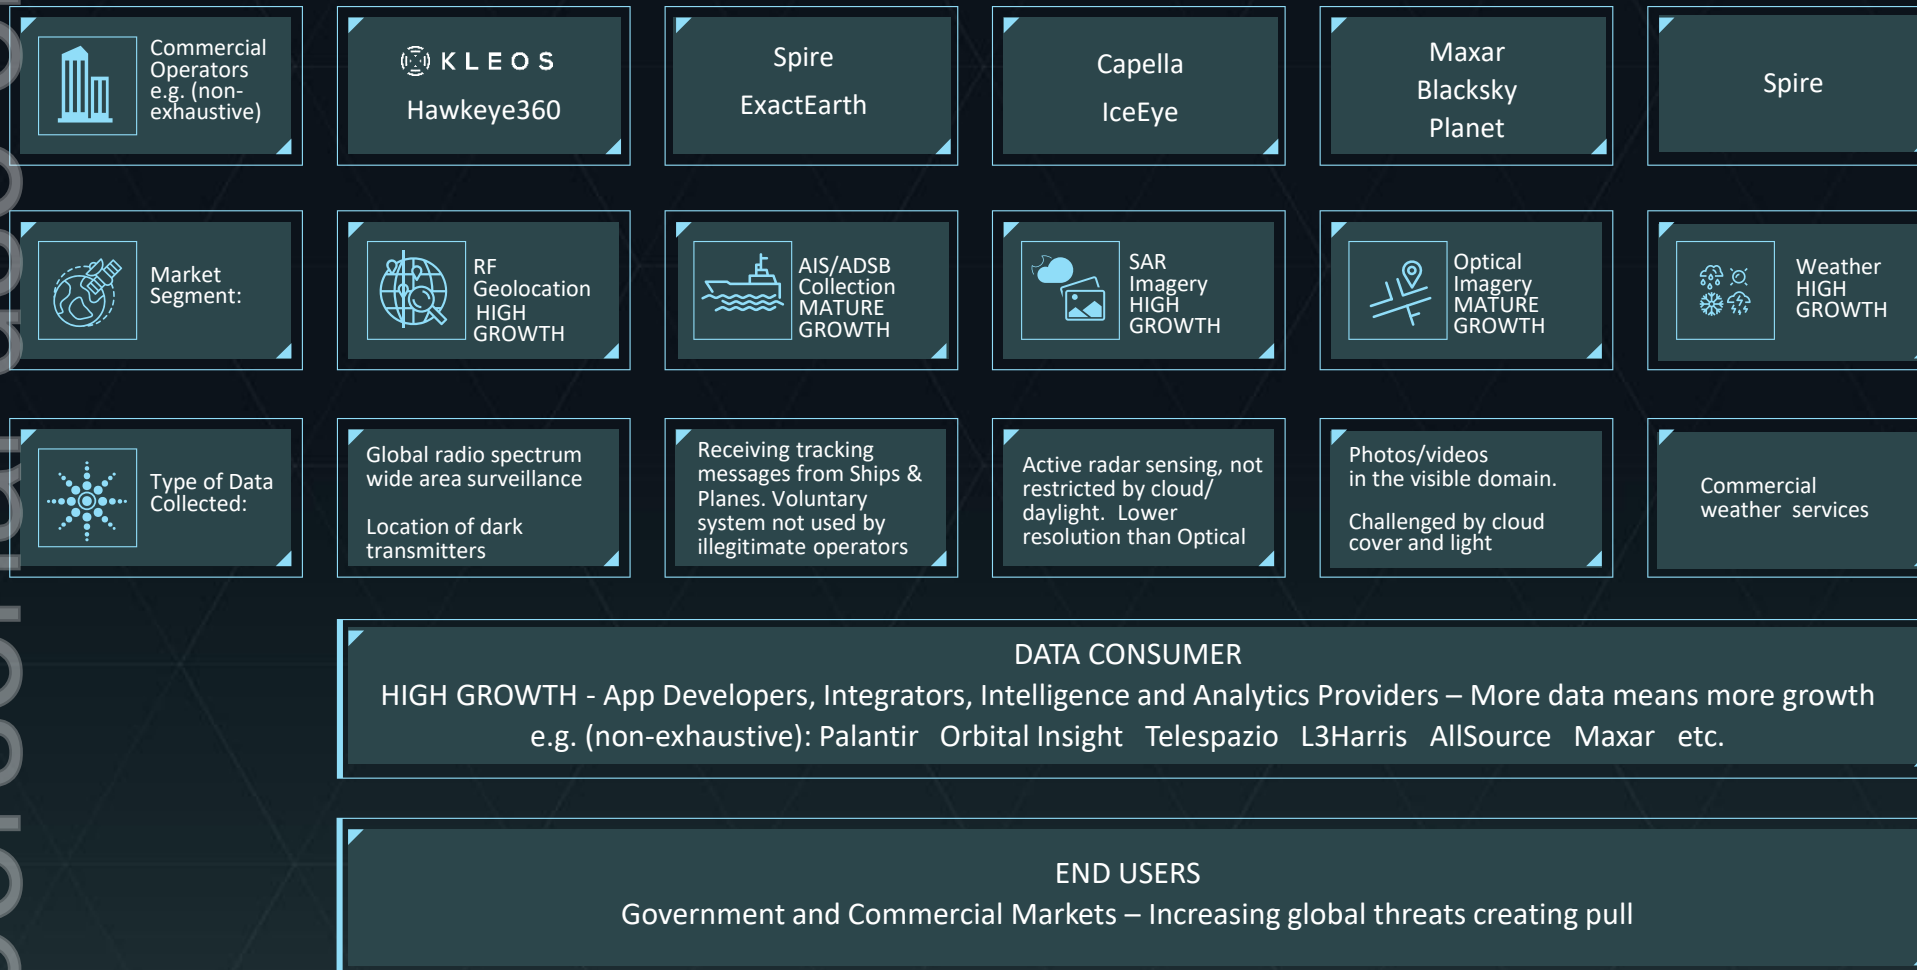 Commercial
Operators
e.g. (non-
exhaustive)
KLEOS
Hawkeye360
Spire
ExactEarth
Capella
IceEye
Maxar
Blacksky
Planet
Spire
Market
Segment:
RF
Geolocation
HIGH
GROWTH
AIS/ADSB
Collection
MATURE
GROWTH
SAR
Imagery
HIGH
GROWTH
Optical
Imagery
MATURE
GROWTH
Weather
HIGH
GROWTH
Type of Data
Collected:
Global radio spectrum
wide area surveillance
Location of dark
transmitters
Receiving tracking
messages from Ships &
Planes. Voluntary
system not used by
illegitimate operators
Active radar sensing, not
restricted by cloud/
daylight. Lower
resolution than Optical
Photos/videos
in the visible domain.
Challenged by cloud
cover and light
Commercial
weather services
DATA CONSUMER
HIGH GROWTH - App Developers, Integrators, Intelligence and Analytics Providers – More data means more growth
e.g. (non-exhaustive): Palantir Orbital Insight Telespazio L3Harris AllSource Maxar etc.
END USERS
Government and Commercial Markets – Increasing global threats creating pull